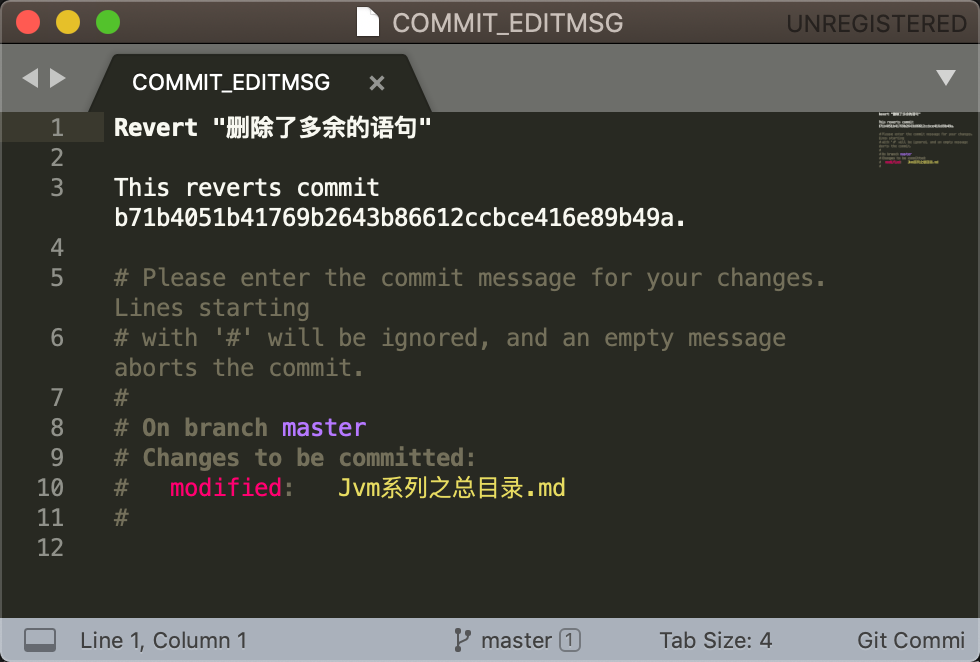 COMMIT_EDITMSG
UNREGISTERED
COMMIT_EDITMSG ×
1 Revert "删除了多余的语句"
2
3 This reverts commit
b71b4051b41769b2643b86612ccbce416e89b49a.
4
5 # Please enter the commit message for your changes.
Lines starting
6 # with '#' will be ignored, and an empty message
aborts the commit.
7 #
8 # On branch master
9 # Changes to be committed:
10 # modified: Jvm系列之总目录.md
11 #
12
Line 1, Column 1
master 1
Tab Size: 4
Git Commi